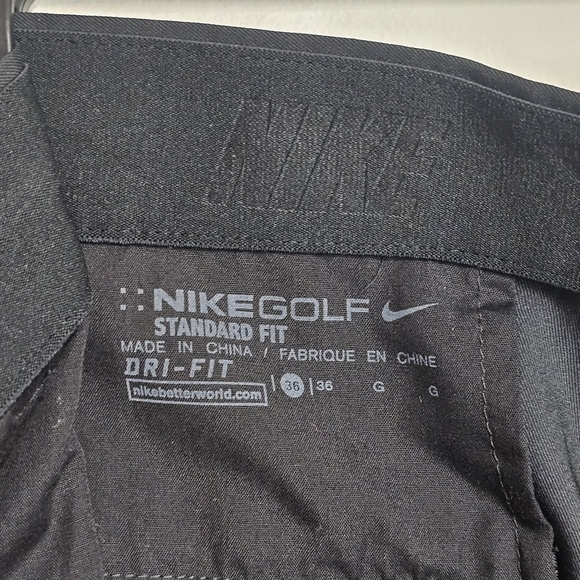 NIKE
NIKEGOLF
STANDARD FIT
MADE IN CHINA / FABRIQUE EN CHINE
DRI-FIT
nikebetterworld.com | 36 | 36 G G